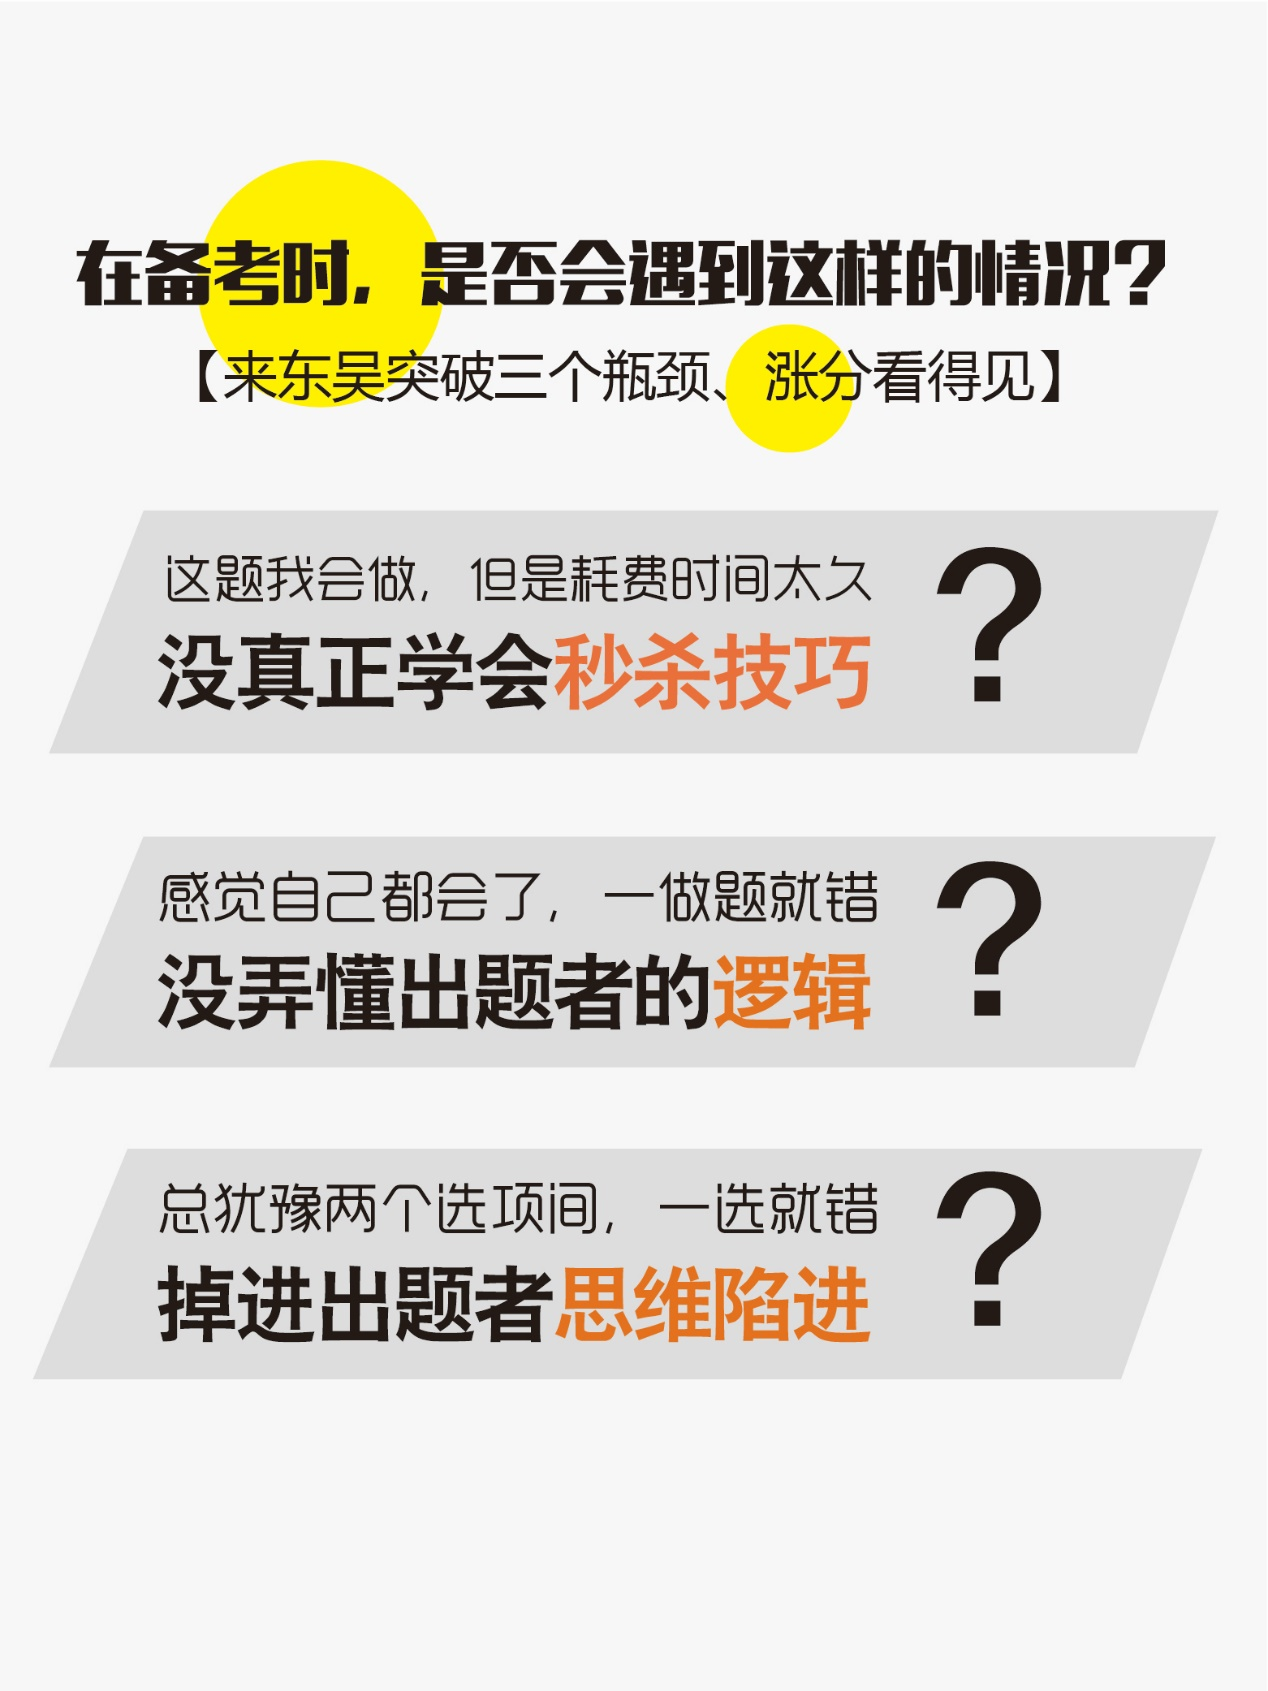 在备考时，是否会遇到这样的情况？
【来东吴突破三个瓶颈、涨分看得见】
这题我会做，但是耗费时间太久
没真正学会秒杀技巧
？
感觉自己都会了，一做题就错
没弄懂出题者的逻辑
？
总犹豫两个选项间，一选就错
掉进出题者思维陷进
？